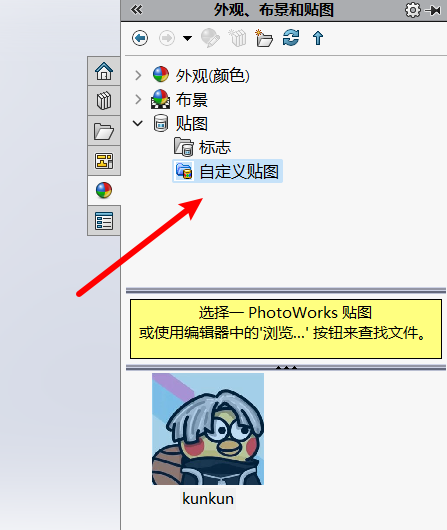 外观、布景和贴图
外观(颜色)
布景
贴图
标志
自定义贴图
选择一 PhotoWorks 贴图
或使用编辑器中的'浏览...' 按钮来查找文件。
kunkun